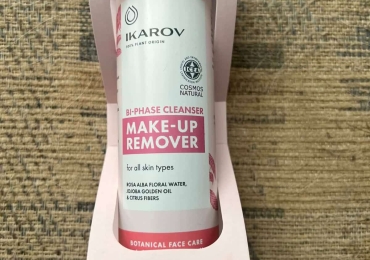 IKAROV
100% PLANT ORIGIN
ICEA
COSMOS
NATURAL
BI-PHASE CLEANSER
MAKE-UP
REMOVER
for all skin types
ROSA ALBA FLORAL WATER,
JOJOBA GOLDEN OIL
& CITRUS FIBERS
BOTANICAL FACE CARE